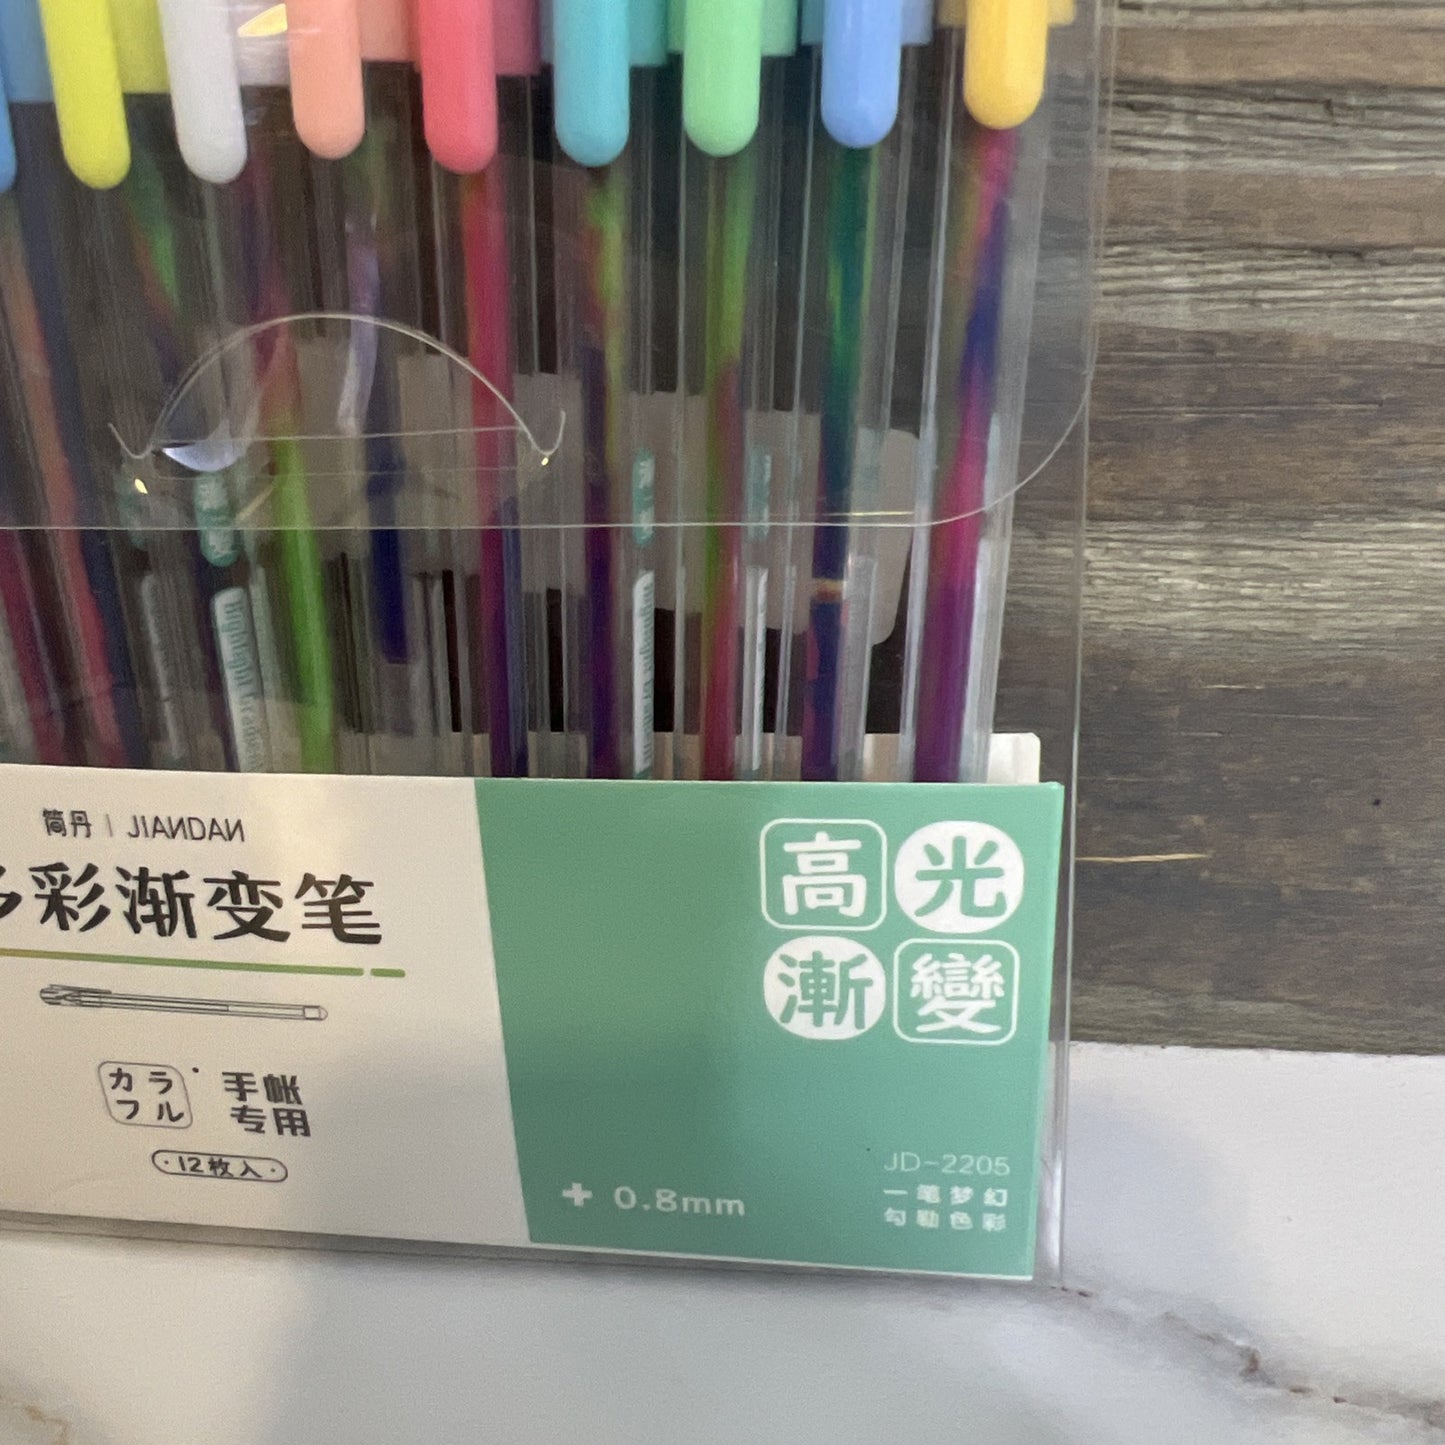 简丹 | JIANDAN
多彩渐变笔
カラ
フル
手帐
专用
·12枚入·
高光
漸變
+ 0.8mm
JD-2205
一笔梦幻
勾勒色彩